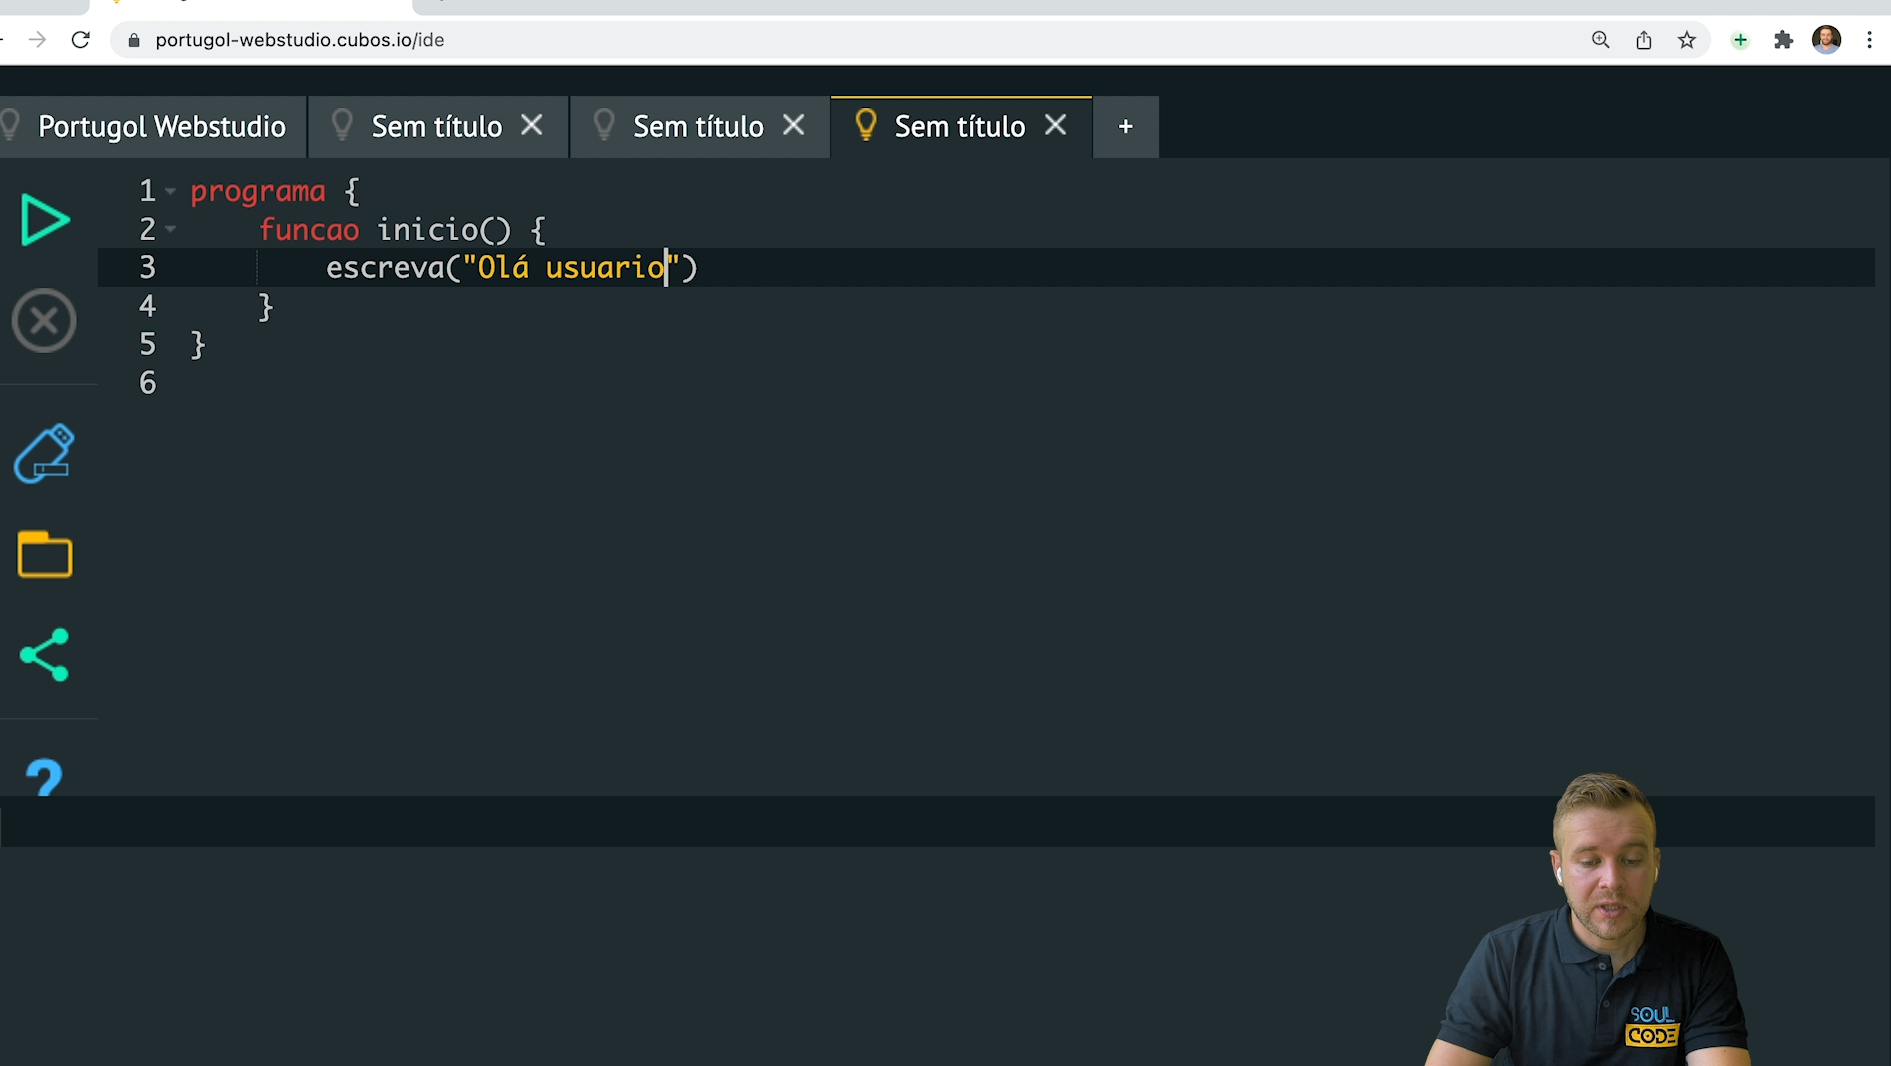 portugol-webstudio.cubos.io/ide
Portugol Webstudio
Sem título
Sem título
Sem título
+
1 programa {
2 funcao inicio() {
3 escreva("Olá usuario")
4 }
5 }
6
?
SOUL
CODE